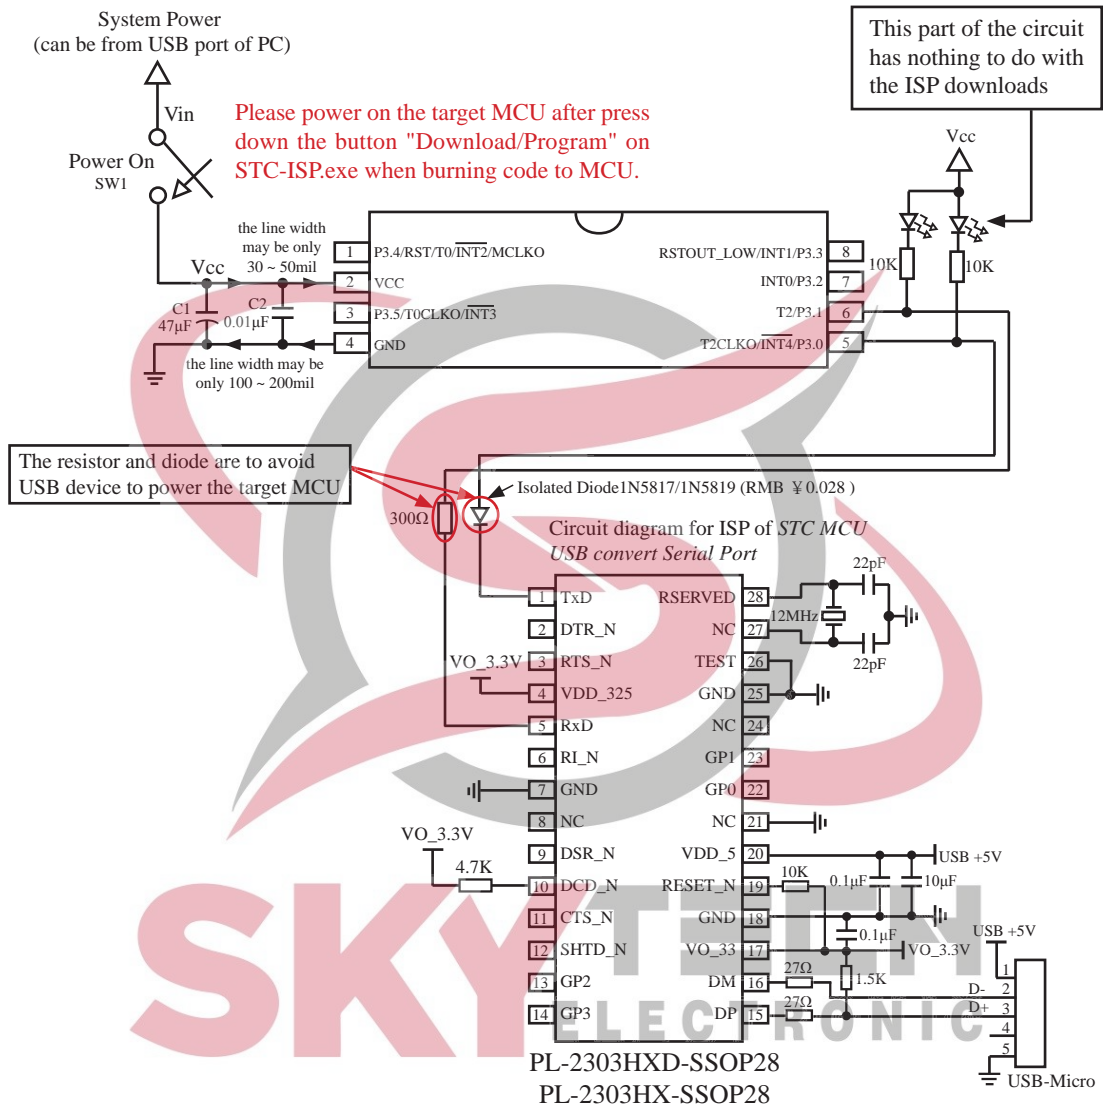 System Power
(can be from USB port of PC)
Vin
Power On
SW1
Please power on the target MCU after press
down the button "Download/Program" on
STC-ISP.exe when burning code to MCU.
This part of the circuit
has nothing to do with
the ISP downloads
Vcc
the line width
may be only
30 ~ 50mil
Vcc
C1
47µF
C2
0.01µF
the line width may be
only 100 ~ 200mil
1 P3.4/RST/T0/INT2/MCLKO
2 VCC
3 P3.5/T0CLKO/INT3
4 GND
RSTOUT_LOW/INT1/P3.3 8
INT0/P3.2 7
T2/P3.1 6
T2CLKO/INT4/P3.0 5
10K
10K
The resistor and diode are to avoid
USB device to power the target MCU
300Ω
Isolated Diode1N5817/1N5819 (RMB ￥0.028 )
Circuit diagram for ISP of STC MCU
USB convert Serial Port
1 TxD
2 DTR_N
3 RTS_N
VO_3.3V
4 VDD_325
5 RxD
6 RI_N
7 GND
8 NC
VO_3.3V
9 DSR_N
4.7K
10 DCD_N
11 CTS_N
12 SHTD_N
13 GP2
14 GP3
RSERVED 28
NC 27
TEST 26
GND 25
NC 24
GP1 23
GP0 22
NC 21
VDD_5 20
RESET_N 19
GND 18
VO_33 17
DM 16
DP 15
22pF
12MHz
22pF
USB +5V
10K
0.1µF
10µF
0.1µF
VO_3.3V
1.5K
27Ω
27Ω
USB +5V
D-
D+
1
2
3
4
5
USB-Micro
PL-2303HXD-SSOP28
PL-2303HX-SSOP28
SKYTECH
ELECTRONIC